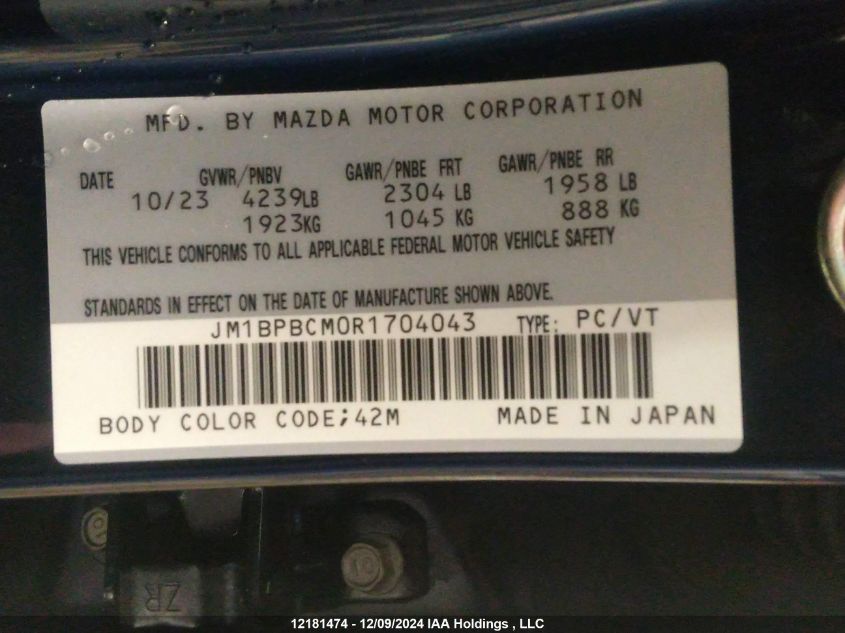 MFD. BY MAZDA MOTOR CORPORATION
DATE GVWR/PNBV GAWR/PNBE FRT GAWR/PNBE RR
10/23 4239LB 2304 LB 1958 LB
1923KG 1045 KG 888 KG
THIS VEHICLE CONFORMS TO ALL APPLICABLE FEDERAL MOTOR VEHICLE SAFETY
STANDARDS IN EFFECT ON THE DATE OF MANUFACTURE SHOWN ABOVE.
JM1BPBCM0R1704043 TYPE: PC/VT
BODY COLOR CODE;42M MADE IN JAPAN
ZR
12181474 - 12/09/2024 IAA Holdings , LLC